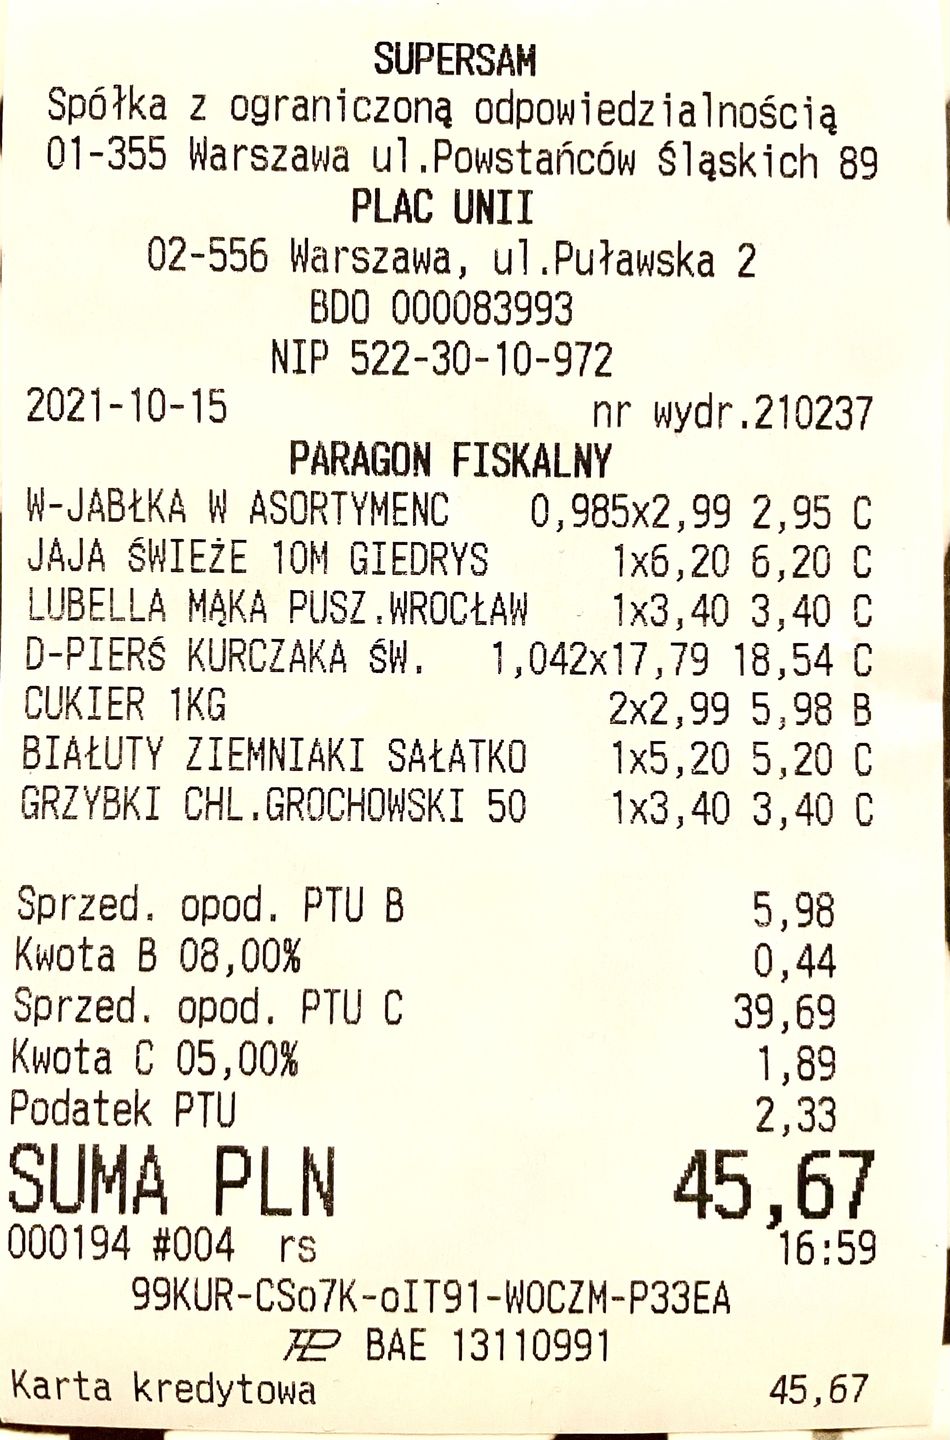 SUPERSAM
Spółka z ograniczoną odpowiedzialnością
01-355 Warszawa ul.Powstańców Śląskich 89
PLAC UNII
02-556 Warszawa, ul.Puławska 2
BDO 000083993
NIP 522-30-10-972
2021-10-15 nr wydr.210237
PARAGON FISKALNY
W-JABŁKA W ASORTYMENC 0,985x2,99 2,95 C
JAJA ŚWIEŻE 10M GIEDRYS 1x6,20 6,20 C
LUBELLA MĄKA PUSZ.WROCŁAW 1x3,40 3,40 C
D-PIERŚ KURCZAKA ŚW. 1,042x17,79 18,54 C
CUKIER 1KG 2x2,99 5,98 B
BIAŁUTY ZIEMNIAKI SAŁATKO 1x5,20 5,20 C
GRZYBKI CHL.GROCHOWSKI 50 1x3,40 3,40 C
Sprzed. opod. PTU B 5,98
Kwota B 08,00% 0,44
Sprzed. opod. PTU C 39,69
Kwota C 05,00% 1,89
Podatek PTU 2,33
SUMA PLN 45,67
000194 #004 rs 16:59
99KUR-CSo7K-oIT91-WOCZM-P33EA
BAE 13110991
Karta kredytowa 45,67